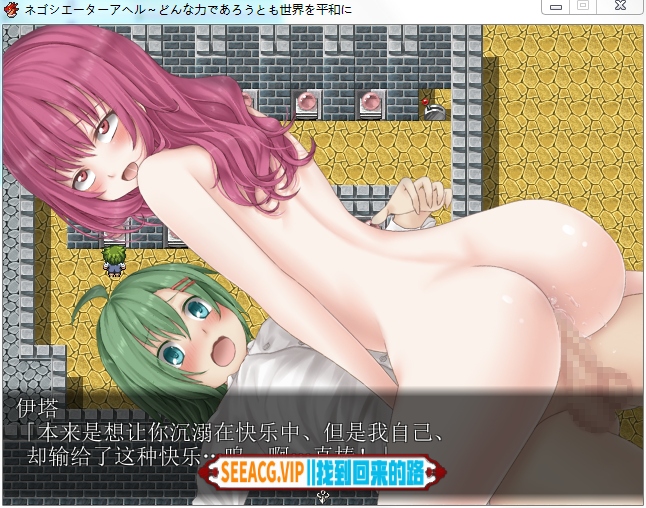 ネゴシエーターアヘル～どんな力であろうとも世界を平和に
伊塔
「本来是想让你沉溺在快乐中、但是我自己、
却输给了这种快乐…
SEEACG.VIP||找到回来的路